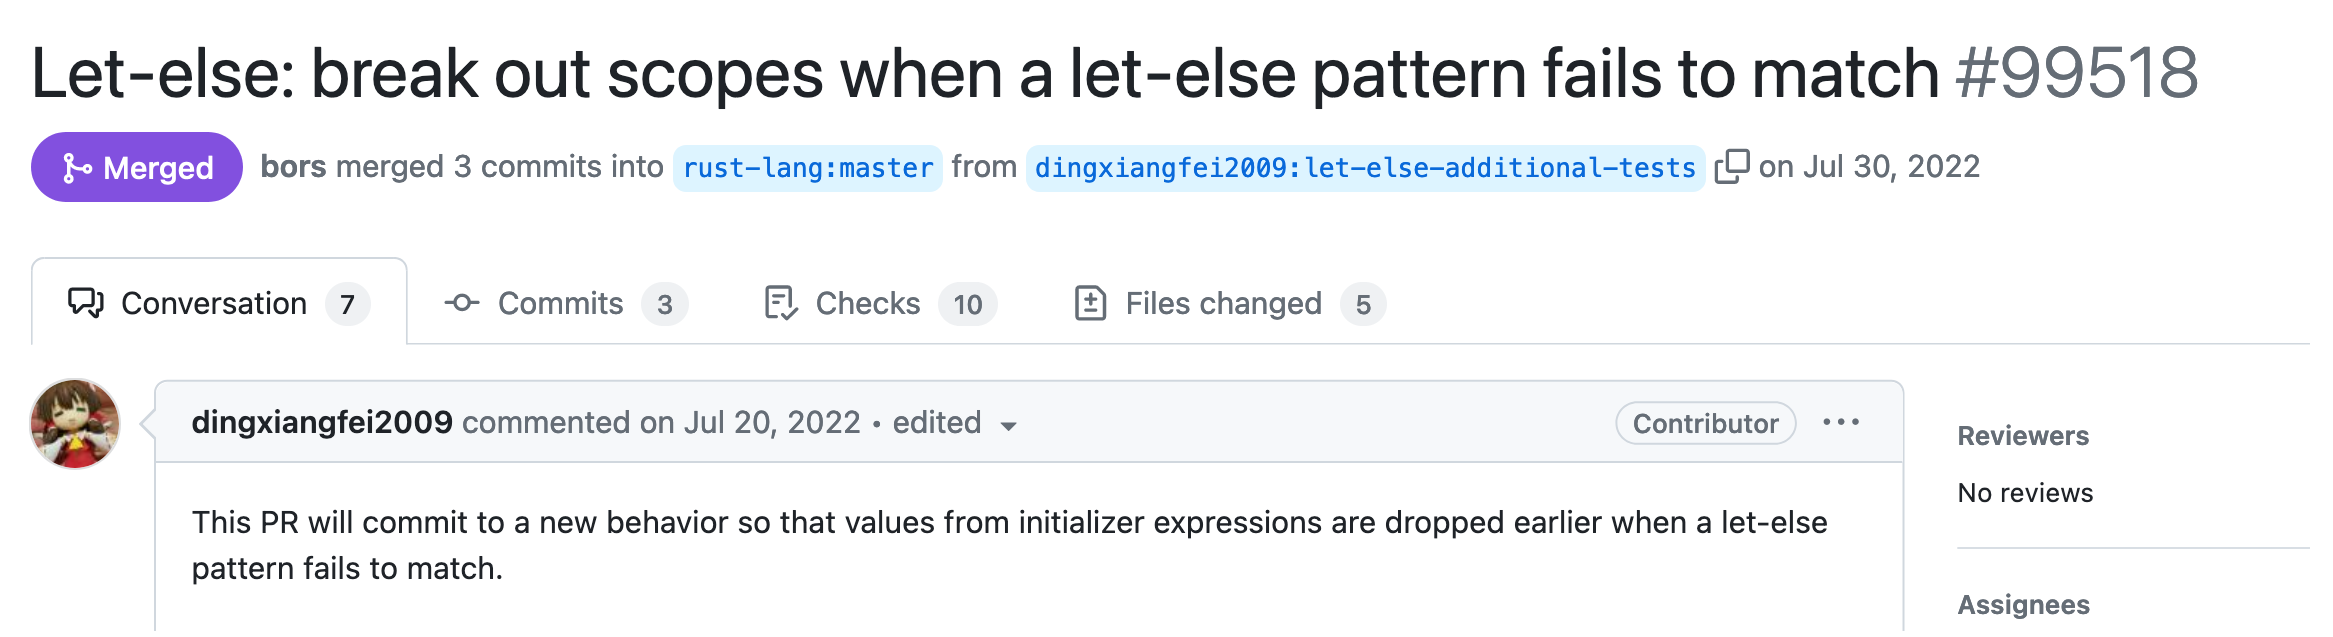 Let-else: break out scopes when a let-else pattern fails to match #99518
Merged bors merged 3 commits into rust-lang:master from dingxiangfei2009:let-else-additional-tests on Jul 30, 2022
Conversation 7 Commits 3 Checks 10 Files changed 5
dingxiangfei2009 commented on Jul 20, 2022 • edited Contributor ···
Reviewers
No reviews
This PR will commit to a new behavior so that values from initializer expressions are dropped earlier when a let-else
pattern fails to match.
Assignees